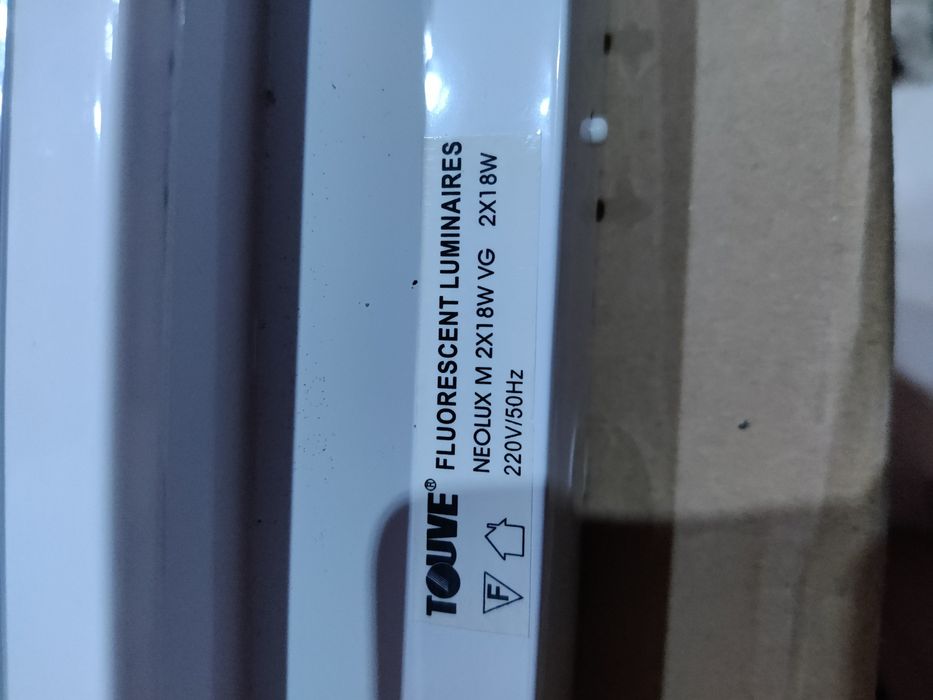 TOUVE® FLUORESCENT LUMINAIRES
NEOLUX M 2X18W VG 2X18W
220V/50Hz
F